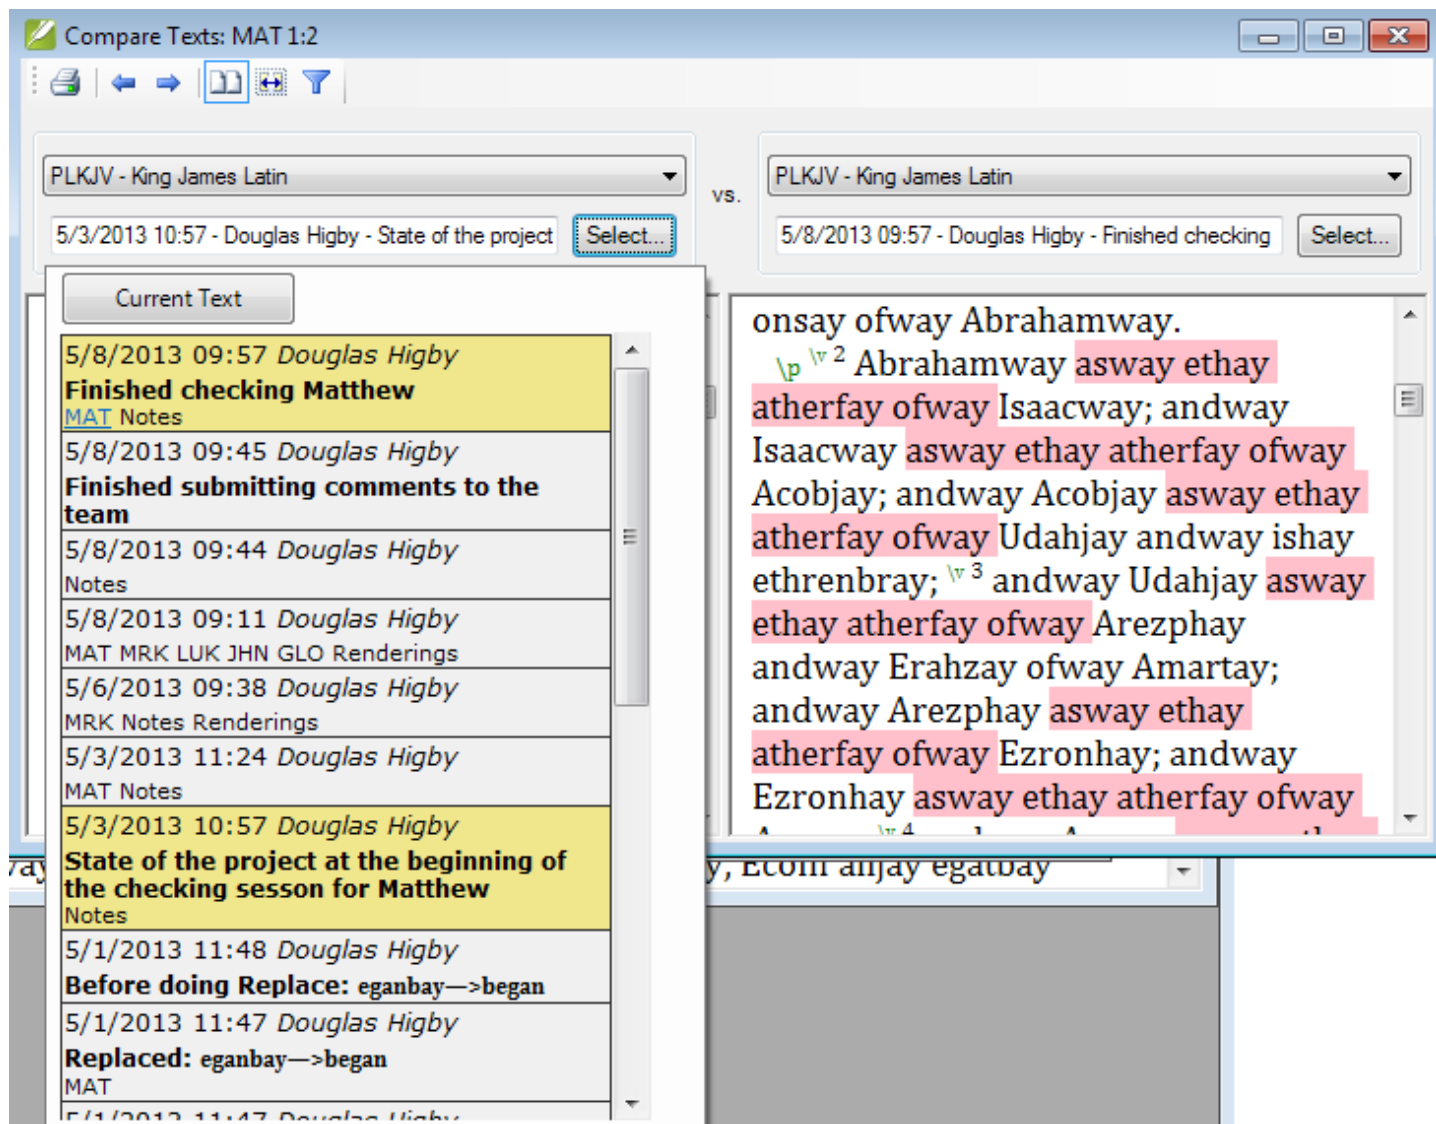 Compare Texts: MAT 1:2
PLKJV - King James Latin
vs.
PLKJV - King James Latin
5/3/2013 10:57 - Douglas Higby - State of the project
Select...
5/8/2013 09:57 - Douglas Higby - Finished checking
Select...
Current Text
5/8/2013 09:57 Douglas Higby
Finished checking Matthew
MAT Notes
5/8/2013 09:45 Douglas Higby
Finished submitting comments to the
team
5/8/2013 09:44 Douglas Higby
Notes
5/8/2013 09:11 Douglas Higby
MAT MRK LUK JHN GLO Renderings
5/6/2013 09:38 Douglas Higby
MRK Notes Renderings
5/3/2013 11:24 Douglas Higby
MAT Notes
5/3/2013 10:57 Douglas Higby
State of the project at the beginning of
the checking sesson for Matthew
Notes
5/1/2013 11:48 Douglas Higby
Before doing Replace: eganbay—>began
5/1/2013 11:47 Douglas Higby
Replaced: eganbay—>began
MAT
5/1/2013 11:47 Douglas Higby
onsay ofway Abrahamway.
\p \v 2 Abrahamway asway ethay
atherfay ofway Isaacway; andway
Isaacway asway ethay atherfay ofway
Acobjay; andway Acobjay asway ethay
atherfay ofway Udahjay andway ishay
ethrenbray; \v 3 andway Udahjay asway
ethay atherfay ofway Arezphay
andway Erahzay ofway Amartay;
andway Arezphay asway ethay
atherfay ofway Ezronhay; andway
Ezronhay asway ethay atherfay ofway
\v 4
egatbay